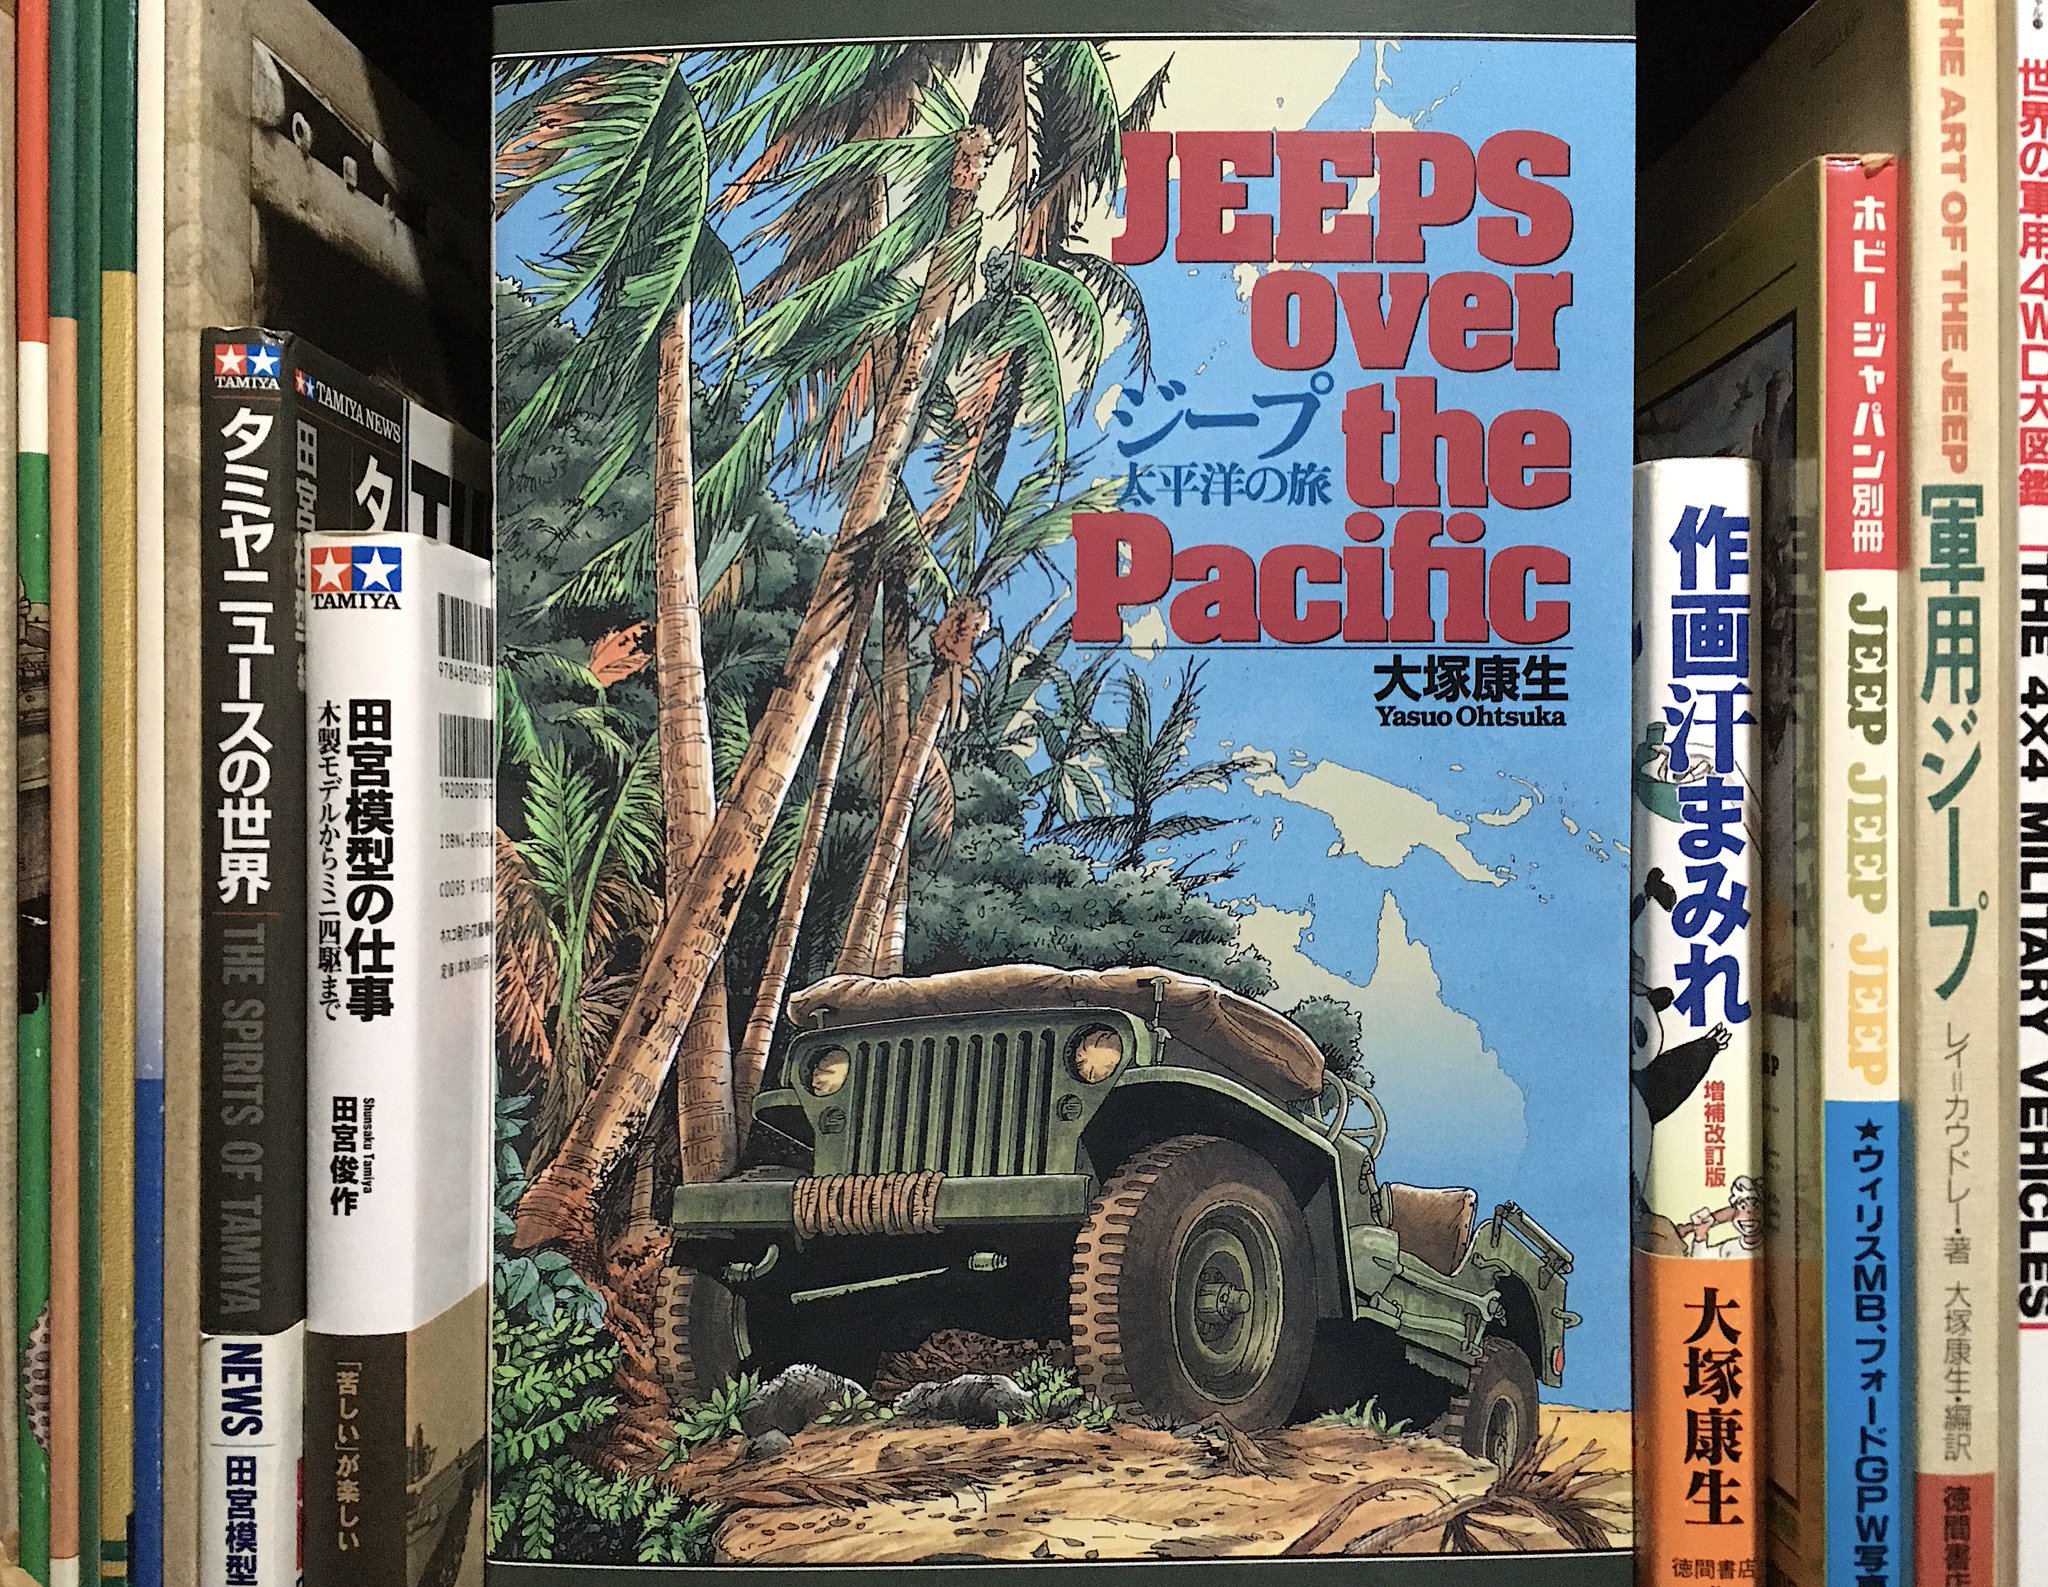 TAMIYA
タミヤニュースの世界
THE SPIRITS OF TAMIYA
NEWS
田宮模型
TAMIYA NEWS
TAMIYA
田宮模型の仕事
木製モデルからミニ四駆まで
田宮俊作
Shunsaku Tamiya
「苦しい」が楽しい
JEEPS
over
the
Pacific
ジープ
太平洋の旅
大塚康生
Yasuo Ohtsuka
作画汗まみれ
増補改訂版
大塚康生
徳間書店
ホビージャパン別冊
JEEP JEEP JEEP
★ウィリスMB、フォードGPW写真
THE ART OF THE JEEP
[軍用ジープ
レイ=カウドレー・著 大塚康生・編訳
徳間書店
世界の軍用4WD大図鑑
[THE 4X4 MILITARY VEHICLES]